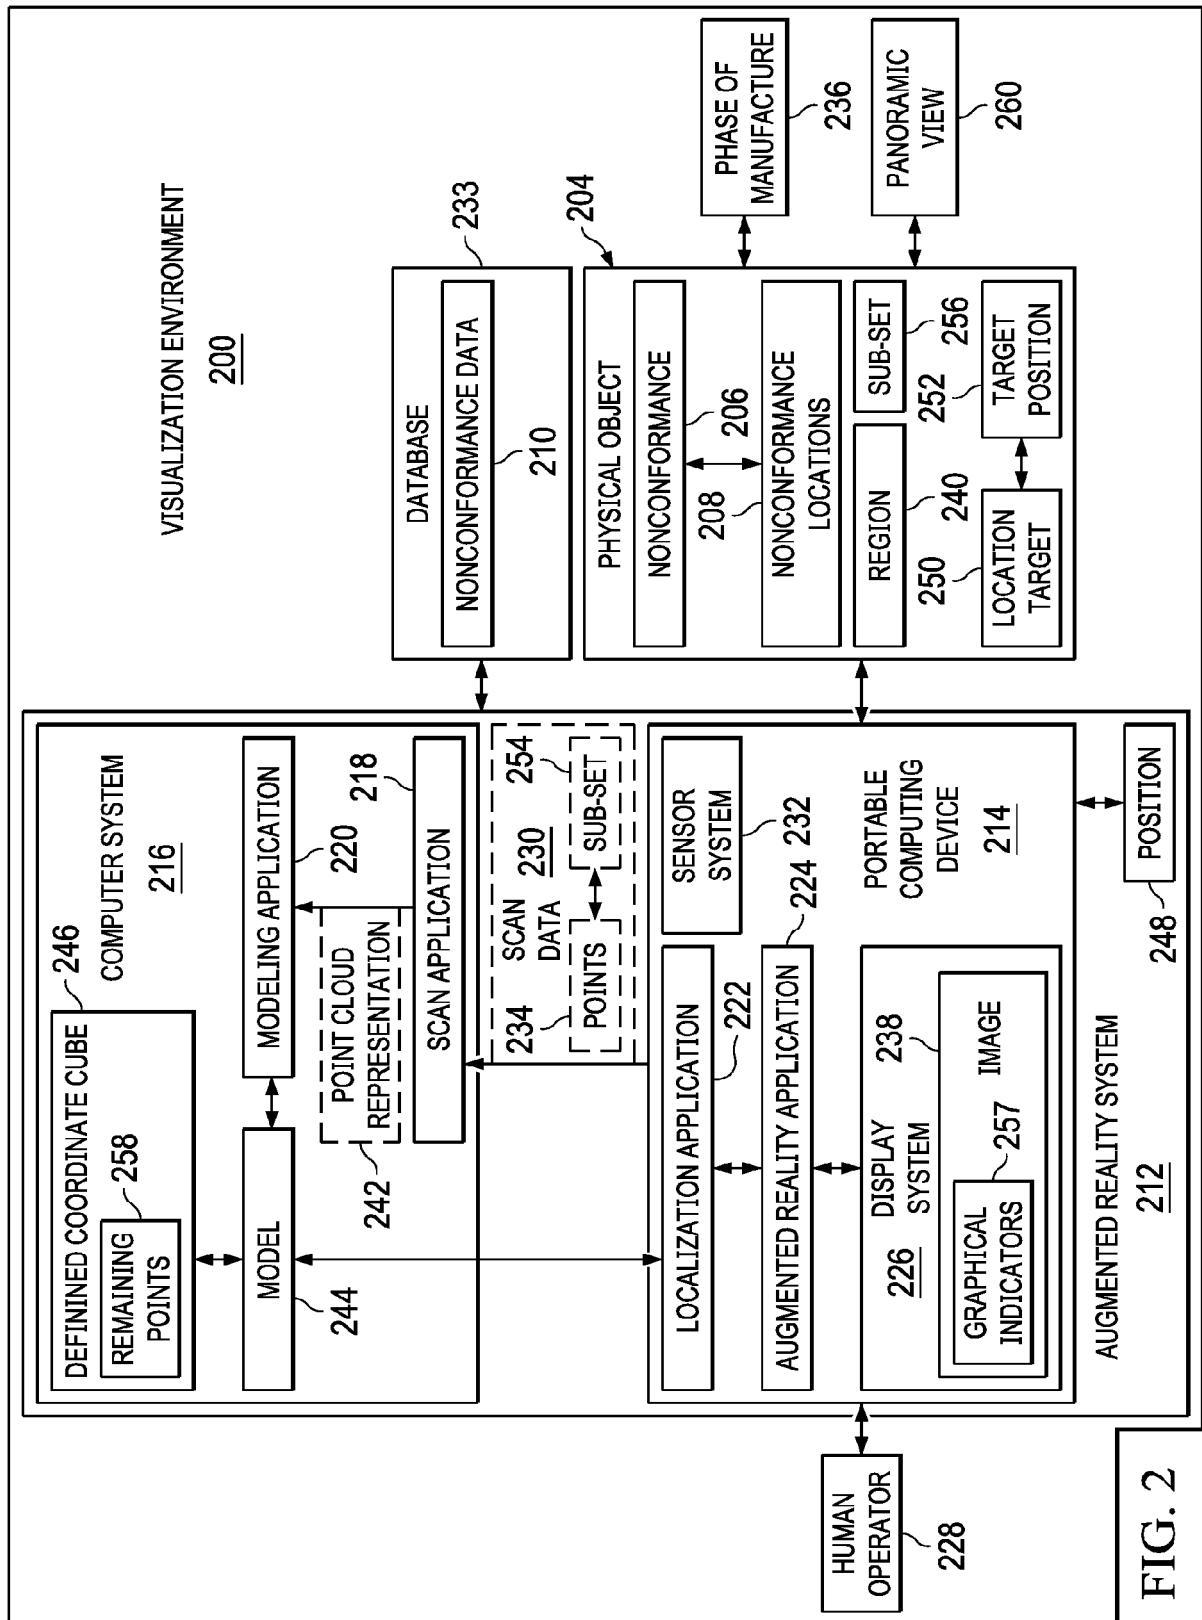 VISUALIZATION ENVIRONMENT
200
COMPUTER SYSTEM
216
DEFINED COORDINATE CUBE
246
REMAINING
POINTS
258
MODEL
244
MODELING APPLICATION
220
POINT CLOUD
REPRESENTATION
242
SCAN APPLICATION
218
SCAN
DATA
230
POINTS
234
SUB-SET
254
DATABASE
233
NONCONFORMANCE DATA
210
PHYSICAL OBJECT
204
NONCONFORMANCE
206
208
NONCONFORMANCE
LOCATIONS
REGION
240
SUB-SET
256
LOCATION
TARGET
250
TARGET
POSITION
252
PHASE OF
MANUFACTURE
236
PANORAMIC
VIEW
260
LOCALIZATION APPLICATION
222
SENSOR
SYSTEM
232
AUGMENTED REALITY APPLICATION
224
PORTABLE
COMPUTING
DEVICE
214
DISPLAY
SYSTEM
226
IMAGE
238
GRAPHICAL
INDICATORS
257
AUGMENTED REALITY SYSTEM
212
POSITION
248
HUMAN
OPERATOR
228
FIG. 2